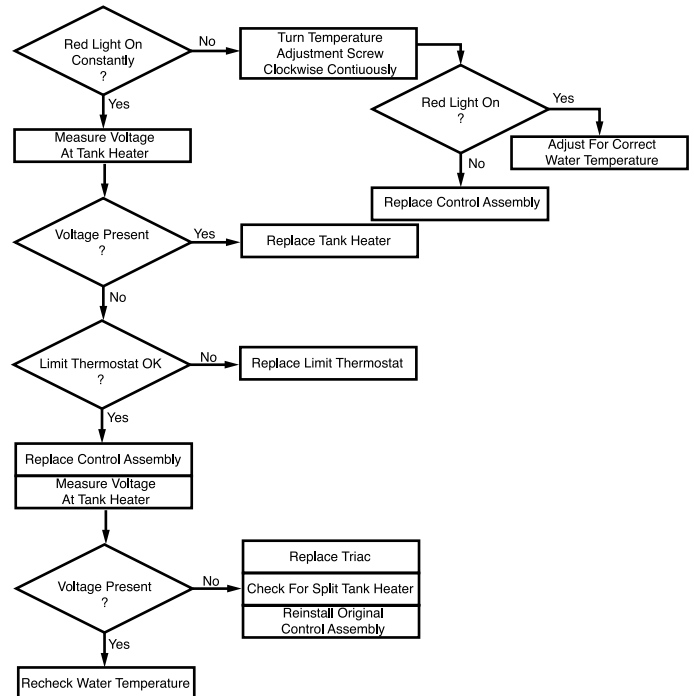 Red Light On
Constantly
?
No
Turn Temperature
Adjustment Screw
Clockwise Contiuously
Red Light On
?
Yes
Adjust For Correct
Water Temperature
No
Replace Control Assembly
Yes
Measure Voltage
At Tank Heater
Voltage Present
?
Yes
Replace Tank Heater
No
Limit Thermostat OK
?
No
Replace Limit Thermostat
Yes
Replace Control Assembly
Measure Voltage
At Tank Heater
Voltage Present
?
No
Replace Triac
Check For Split Tank Heater
Reinstall Original
Control Assembly
Yes
Recheck Water Temperature